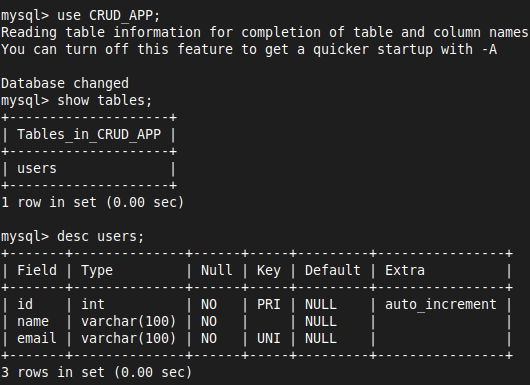 mysql> use CRUD_APP;
Reading table information for completion of table and column names
You can turn off this feature to get a quicker startup with -A

Database changed
mysql> show tables;
+--------------------+
| Tables_in_CRUD_APP |
+--------------------+
| users              |
+--------------------+
1 row in set (0.00 sec)

mysql> desc users;
+-------+--------------+------+-----+---------+----------------+
| Field | Type         | Null | Key | Default | Extra          |
+-------+--------------+------+-----+---------+----------------+
| id    | int          | NO   | PRI | NULL    | auto_increment |
| name  | varchar(100) | NO   |     | NULL    |                |
| email | varchar(100) | NO   | UNI | NULL    |                |
+-------+--------------+------+-----+---------+----------------+
3 rows in set (0.00 sec)